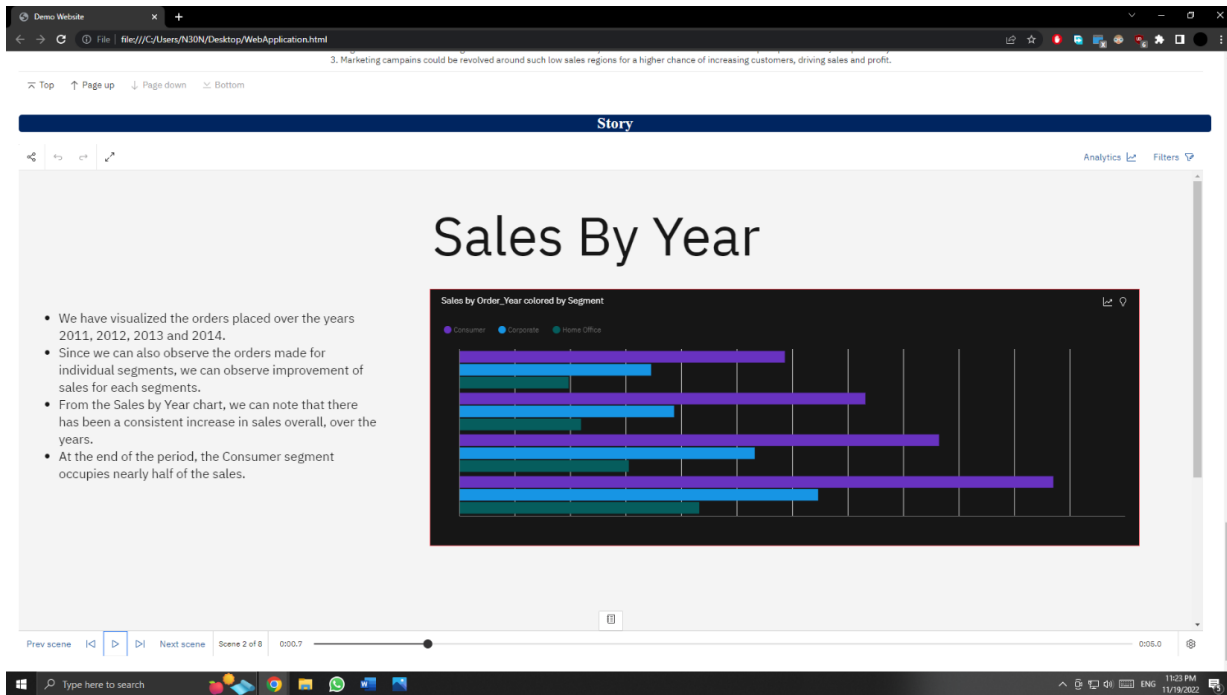 Demo Website
File file:///C:/Users/N30N/Desktop/WebApplication.html
3. Marketing campains could be revolved around such low sales regions for a higher chance of increasing customers, driving sales and profit.
Top Page up Page down Bottom
Story
Analytics Filters
Sales By Year
• We have visualized the orders placed over the years
2011, 2012, 2013 and 2014.
• Since we can also observe the orders made for
individual segments, we can observe improvement of
sales for each segments.
• From the Sales by Year chart, we can note that there
has been a consistent increase in sales overall, over the
years.
• At the end of the period, the Consumer segment
occupies nearly half of the sales.
Sales by Order_Year colored by Segment
Consumer Corporate Home Office
Prev scene Next scene Scene 2 of 8 0:00.7 0:05.0
Type here to search
ENG
11:23 PM
11/19/2022